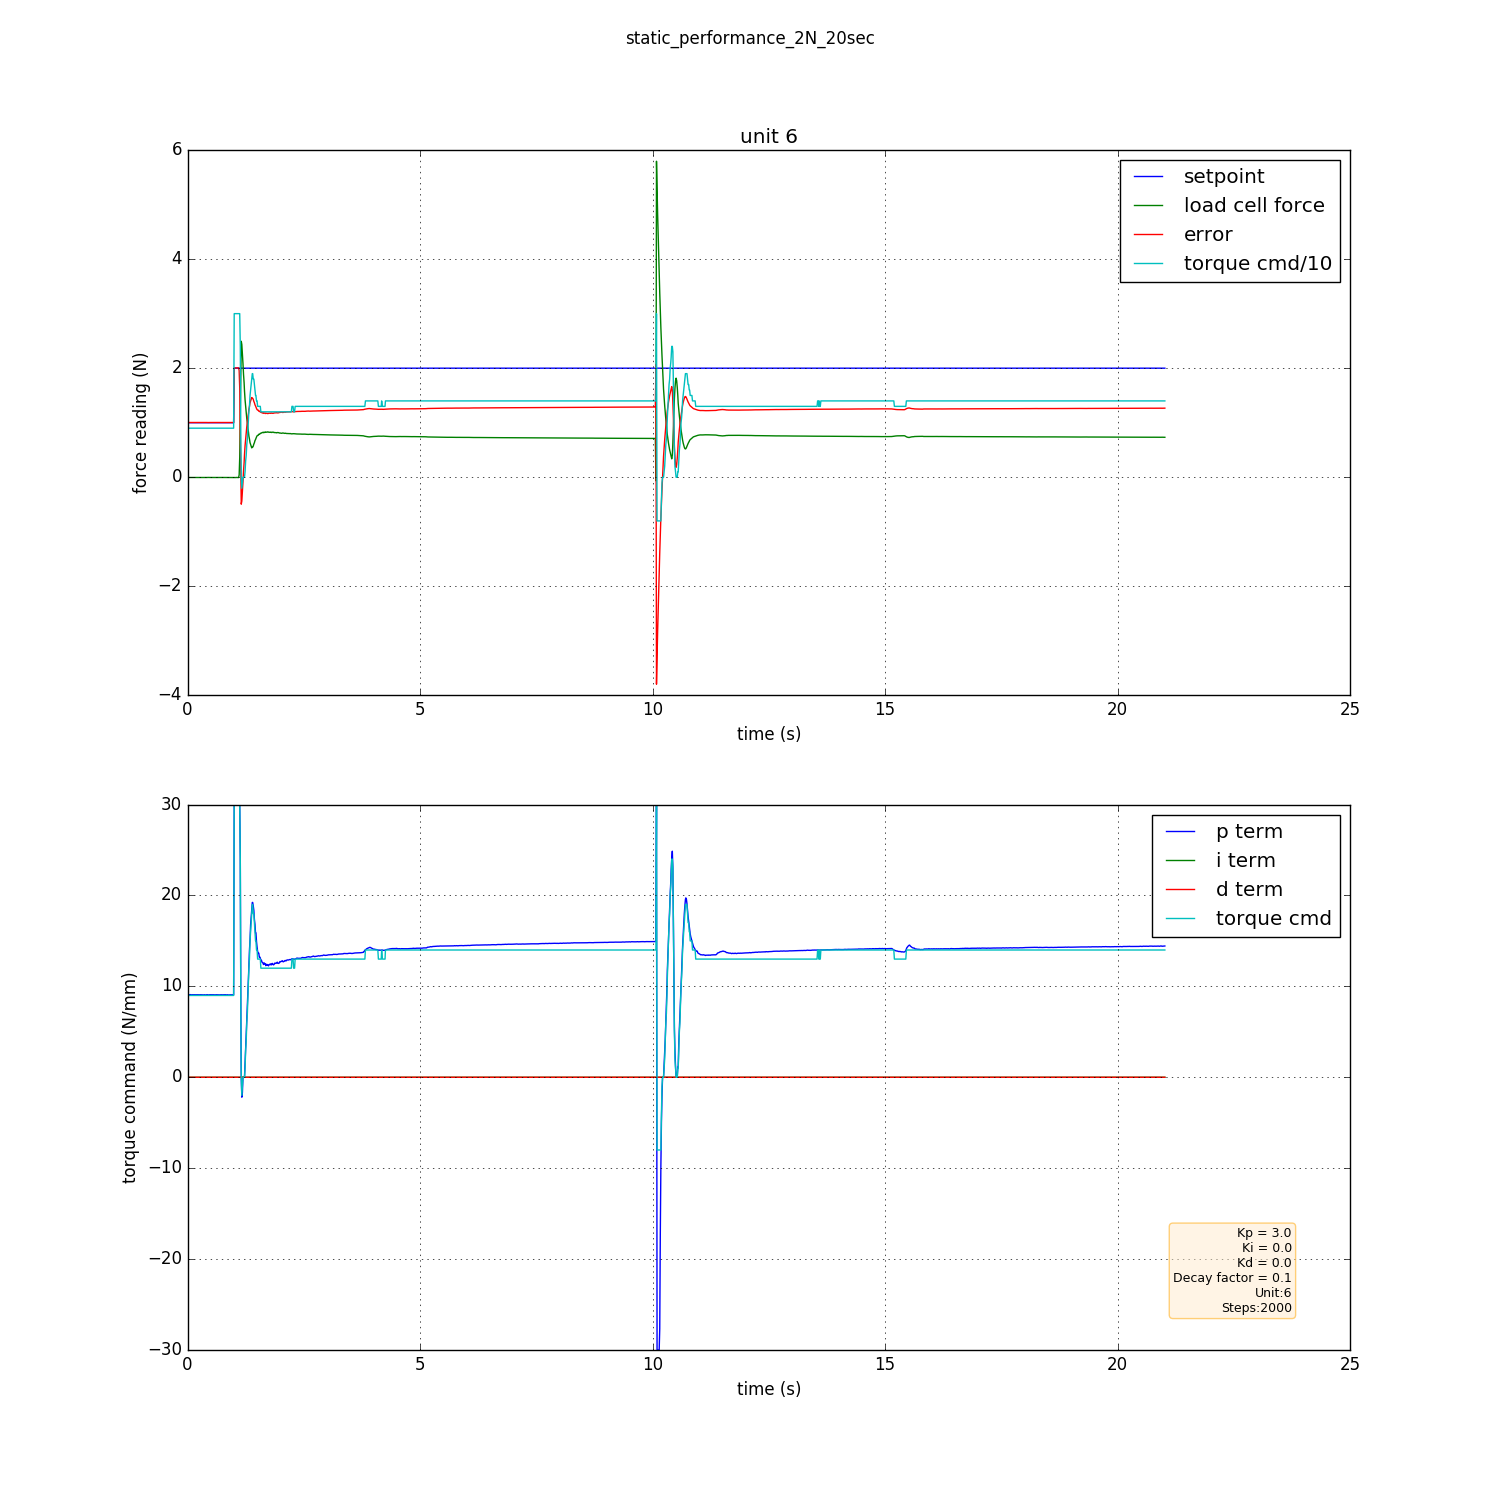 static_performance_2N_20sec
unit 6
6
4
2
0
−2
−4
force reading (N)
setpoint
load cell force
error
torque cmd/10
0 5 10 15 20 25
time (s)
30
20
10
0
−10
−20
−30
torque command (N/mm)
p term
i term
d term
torque cmd
Kp = 3.0
Ki = 0.0
Kd = 0.0
Decay factor = 0.1
Unit:6
Steps:2000
0 5 10 15 20 25
time (s)